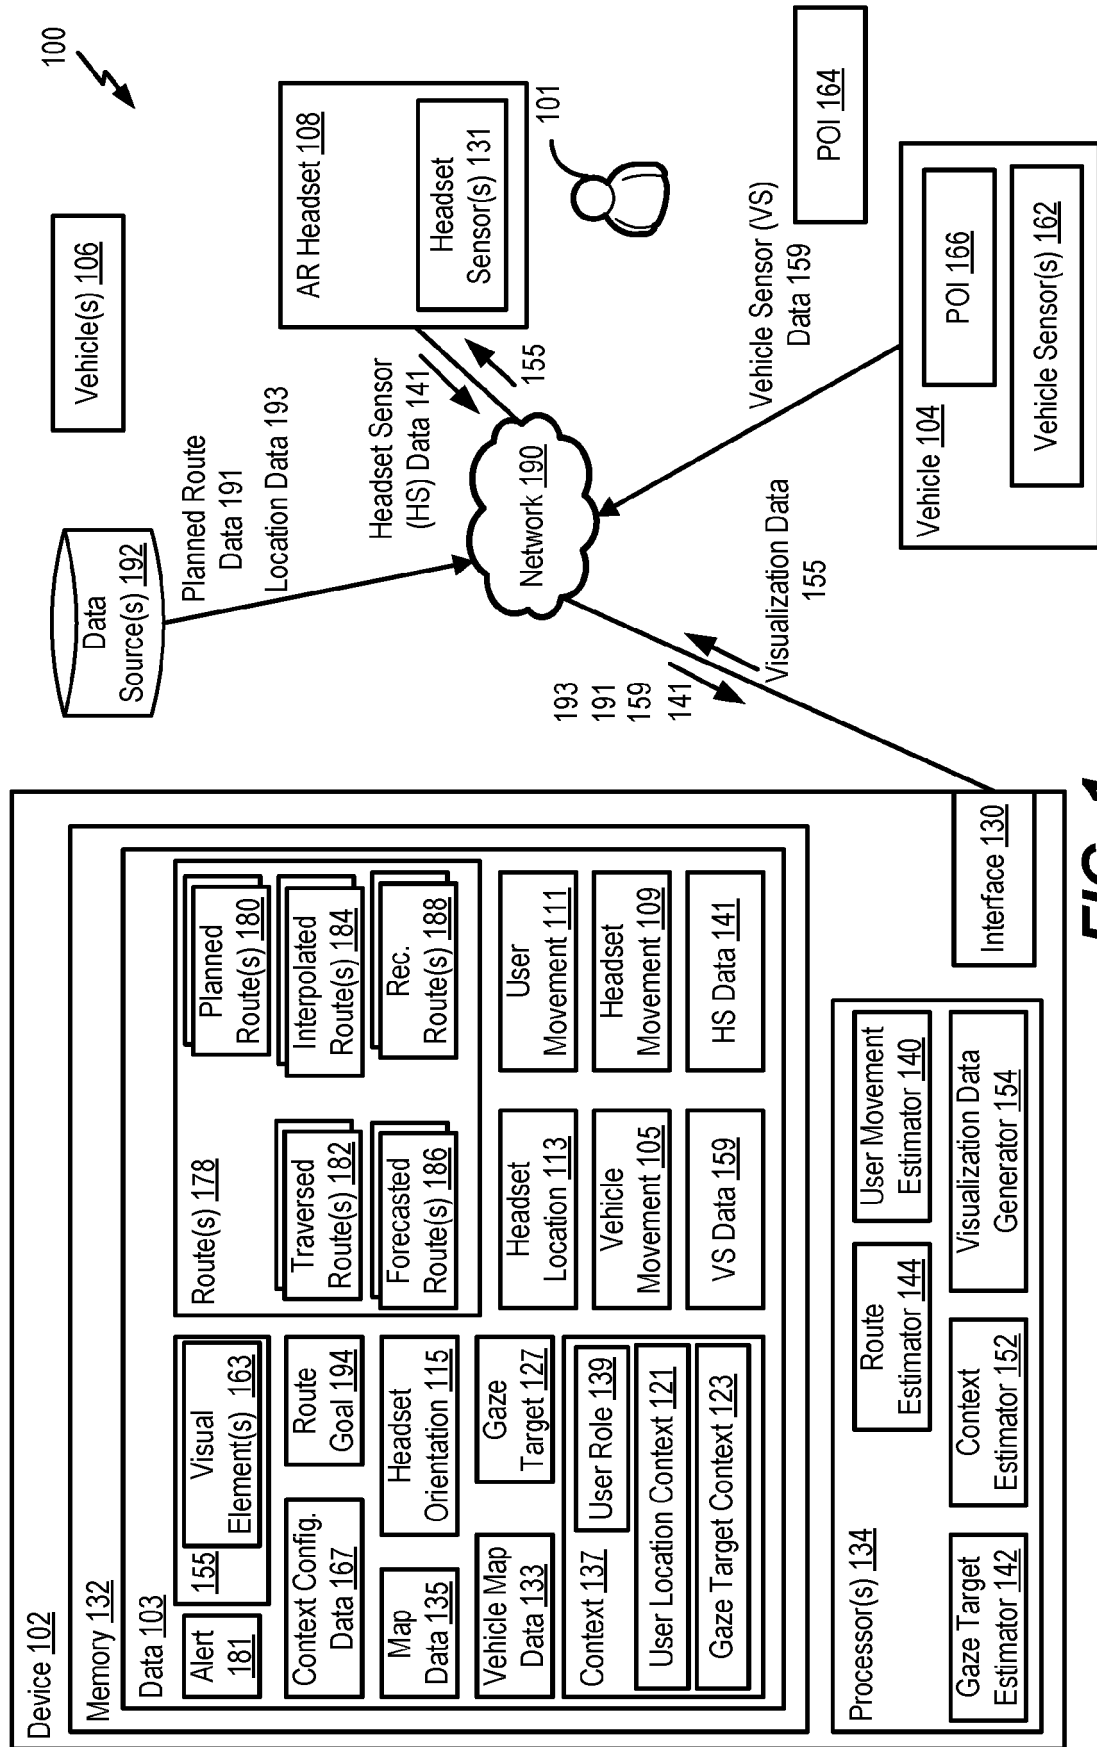 100
Device 102
Memory 132
Data 103
Alert
181
155
Visual
Element(s) 163
Context Config.
Data 167
Route
Goal 194
Map
Data 135
Headset
Orientation 115
Vehicle Map
Data 133
Gaze
Target 127
Context 137
User Role 139
User Location Context 121
Gaze Target Context 123
Route(s) 178
Planned
Route(s) 180
Traversed
Route(s) 182
Interpolated
Route(s) 184
Forecasted
Route(s) 186
Rec.
Route(s) 188
Headset
Location 113
User
Movement 111
Vehicle
Movement 105
Headset
Movement 109
VS Data 159
HS Data 141
Processor(s) 134
Route
Estimator 144
User Movement
Estimator 140
Gaze Target
Estimator 142
Context
Estimator 152
Visualization Data
Generator 154
Interface 130
Data
Source(s) 192
Planned Route
Data 191
Location Data 193
Vehicle(s) 106
AR Headset 108
Headset
Sensor(s) 131
101
Headset Sensor
(HS) Data 141
155
Network 190
193
191
159
141
Visualization Data
155
Vehicle Sensor (VS)
Data 159
POI 164
Vehicle 104
POI 166
Vehicle Sensor(s) 162
FIG. 1